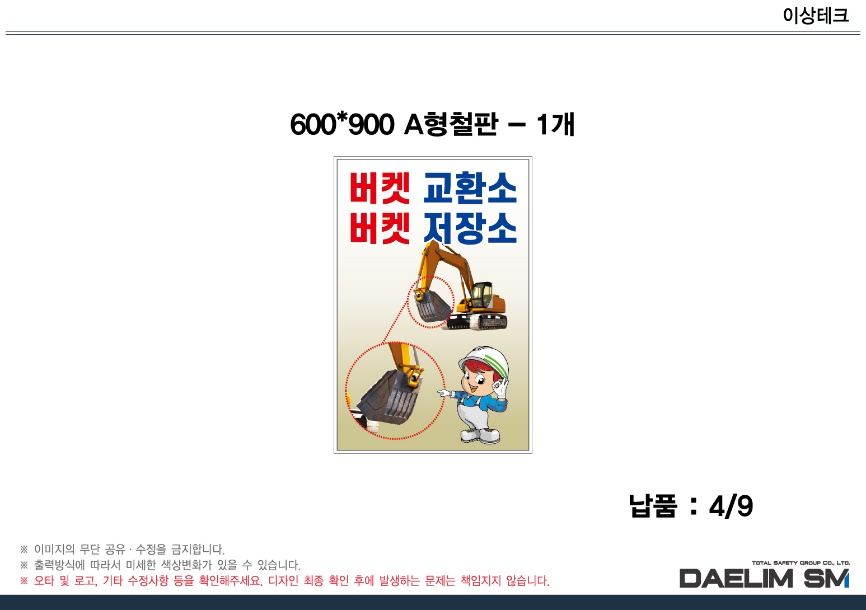 이상테크
600*900 A형철판 - 1개
버켓 교환소
버켓 저장소
납품 : 4/9
※ 이미지의 무단 공유 · 수정을 금지합니다.
※ 출력방식에 따라서 미세한 색상변화가 있을 수 있습니다.
※ 오타 및 로고, 기타 수정사항 등을 확인해주세요. 디자인 최종 확인 후에 발생하는 문제는 책임지지 않습니다.
TOTAL SAFETY GROUP CO., LTD.
DAELIM SM